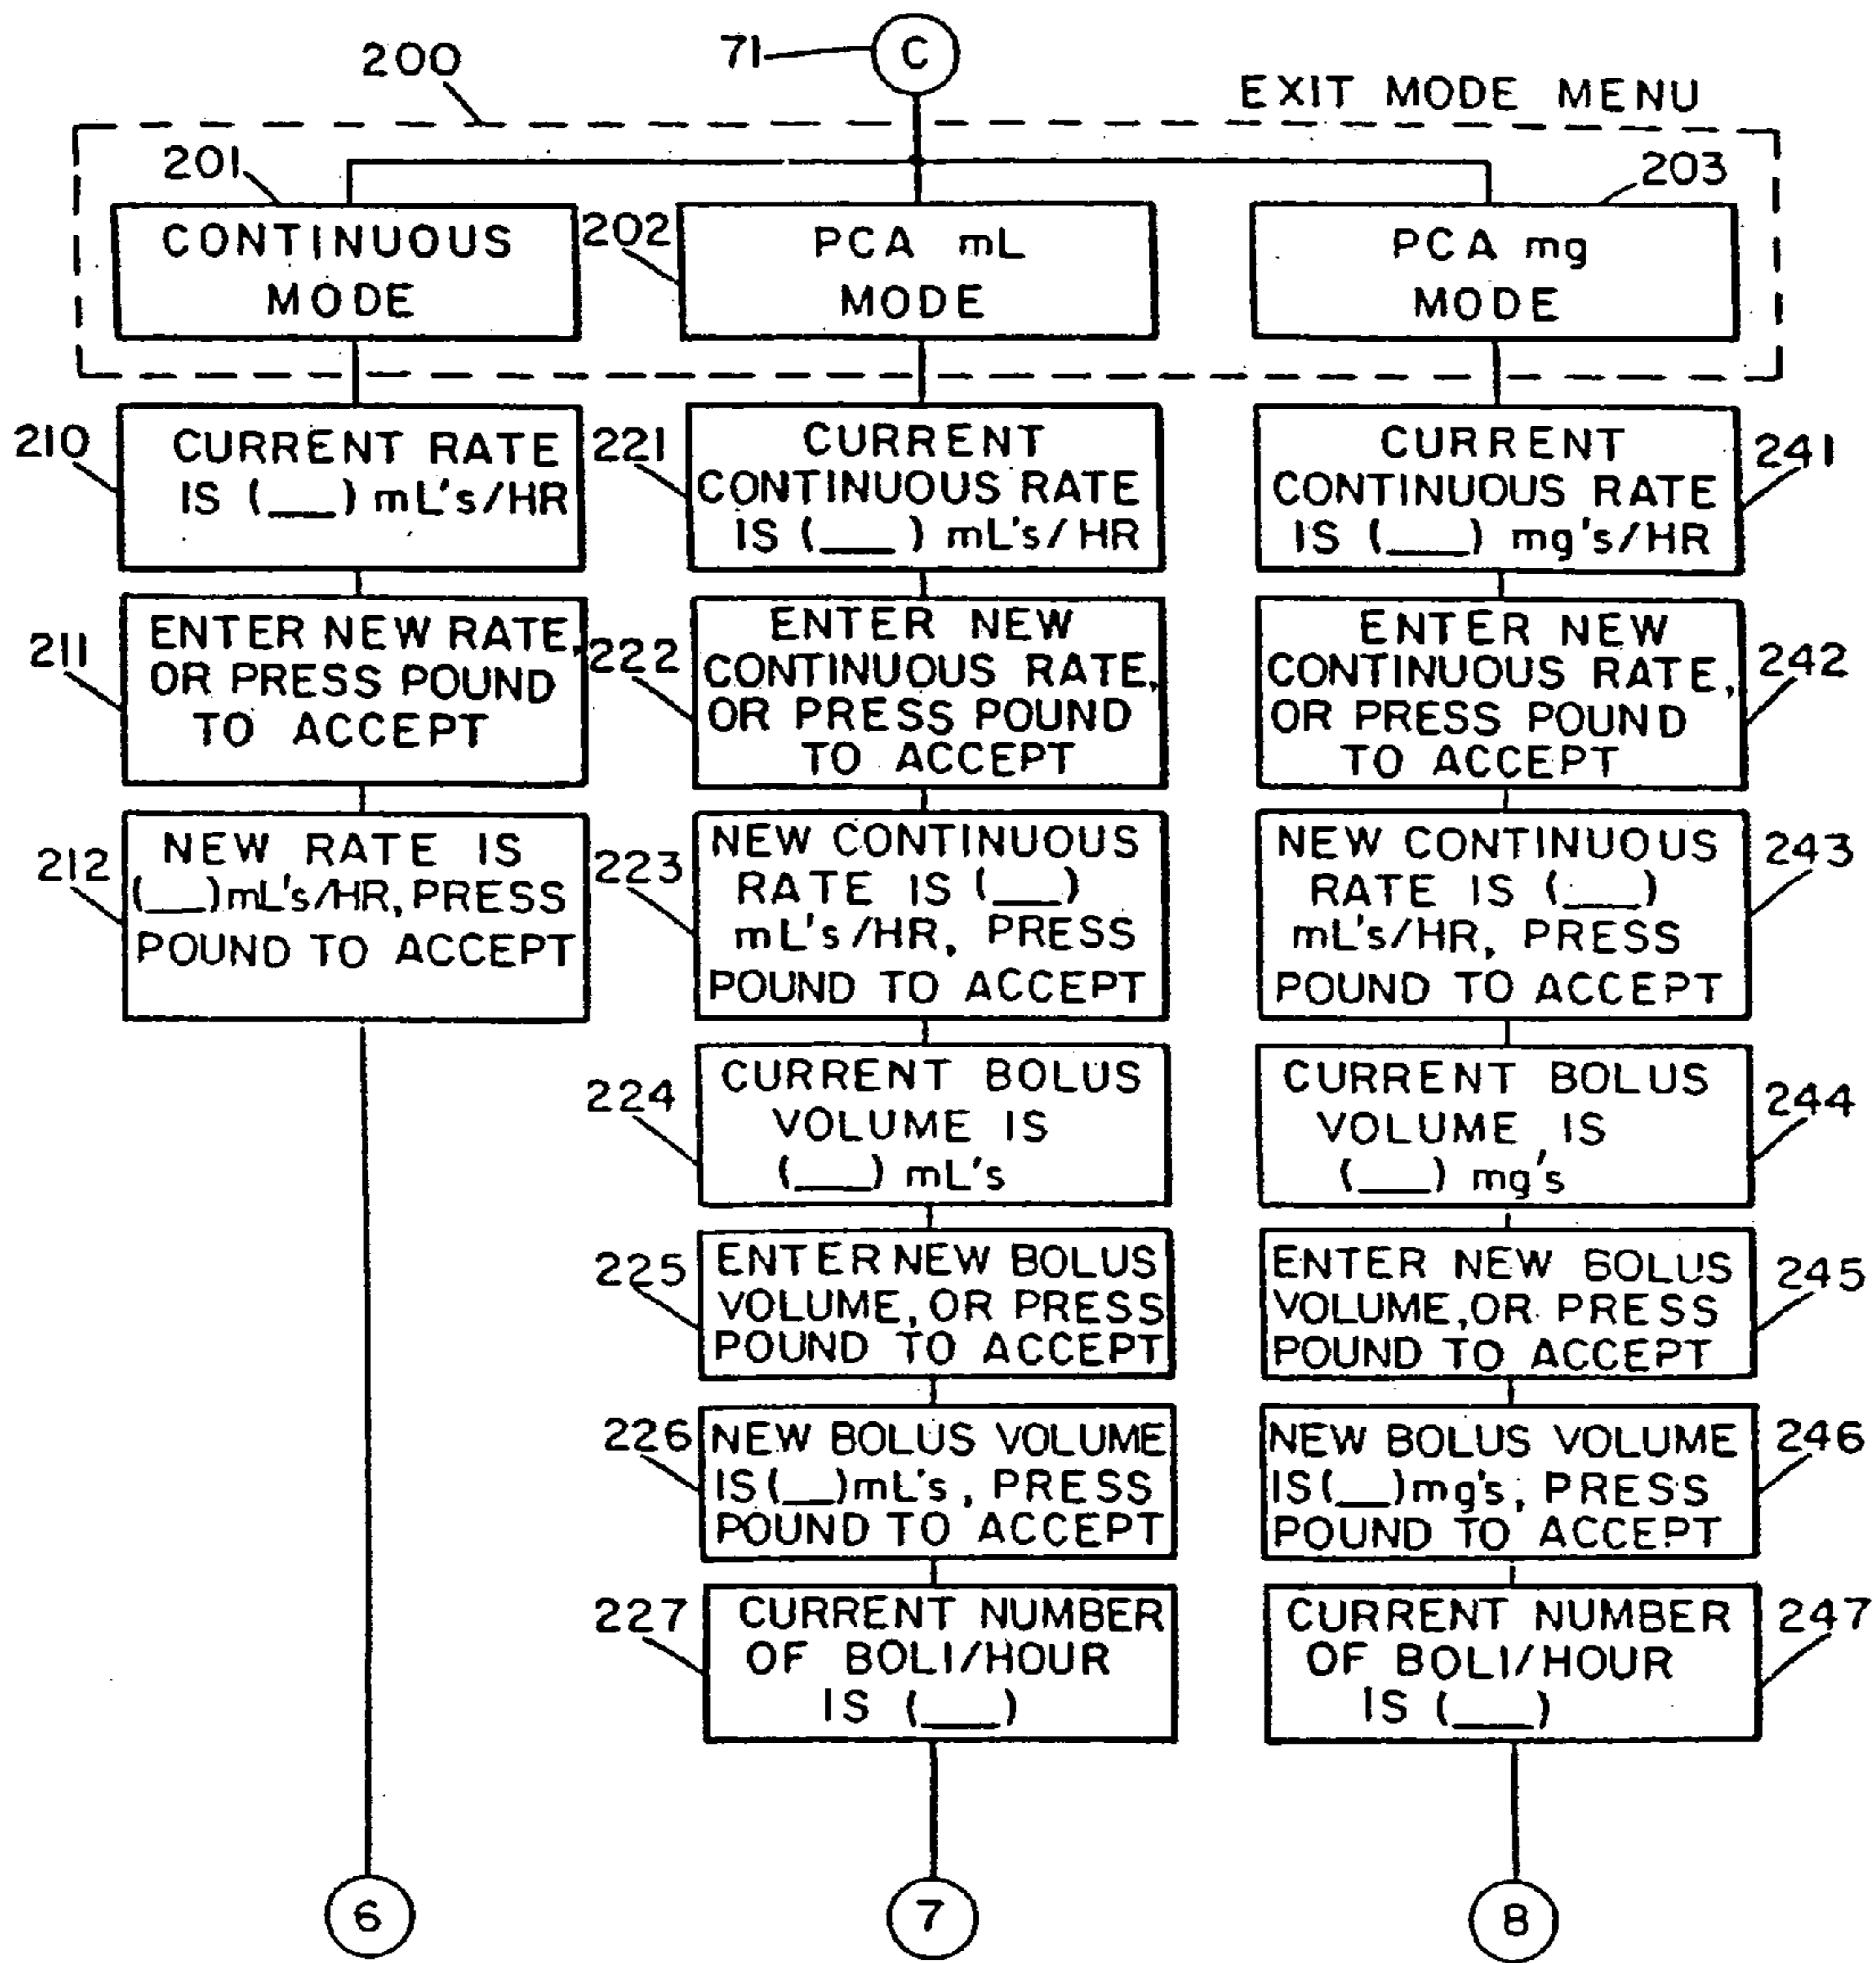 71
C
200
EXIT MODE MENU
201
CONTINUOUS
MODE
202
PCA mL
MODE
203
PCA mg
MODE
210
CURRENT RATE
IS (___) mL's/HR
211
ENTER NEW RATE,
OR PRESS POUND
TO ACCEPT
212
NEW RATE IS
(___)mL's/HR, PRESS
POUND TO ACCEPT
6
221
CURRENT
CONTINUOUS RATE
IS (___) mL's/HR
222
ENTER NEW
CONTINUOUS RATE,
OR PRESS POUND
TO ACCEPT
223
NEW CONTINUOUS
RATE IS (___)
mL's/HR, PRESS
POUND TO ACCEPT
224
CURRENT BOLUS
VOLUME IS
(___) mL's
225
ENTER NEW BOLUS
VOLUME, OR PRESS
POUND TO ACCEPT
226
NEW BOLUS VOLUME
IS (___)mL's, PRESS
POUND TO ACCEPT
227
CURRENT NUMBER
OF BOLI/HOUR
IS (___)
7
241
CURRENT
CONTINUOUS RATE
IS (___) mg's/HR
242
ENTER NEW
CONTINUOUS RATE,
OR PRESS POUND
TO ACCEPT
243
NEW CONTINUOUS
RATE IS (___)
mL's/HR, PRESS
POUND TO ACCEPT
244
CURRENT BOLUS
VOLUME IS
(___) mg's
245
ENTER NEW BOLUS
VOLUME, OR PRESS
POUND TO ACCEPT
246
NEW BOLUS VOLUME
IS (___)mg's, PRESS
POUND TO ACCEPT
247
CURRENT NUMBER
OF BOLI/HOUR
IS (___)
8